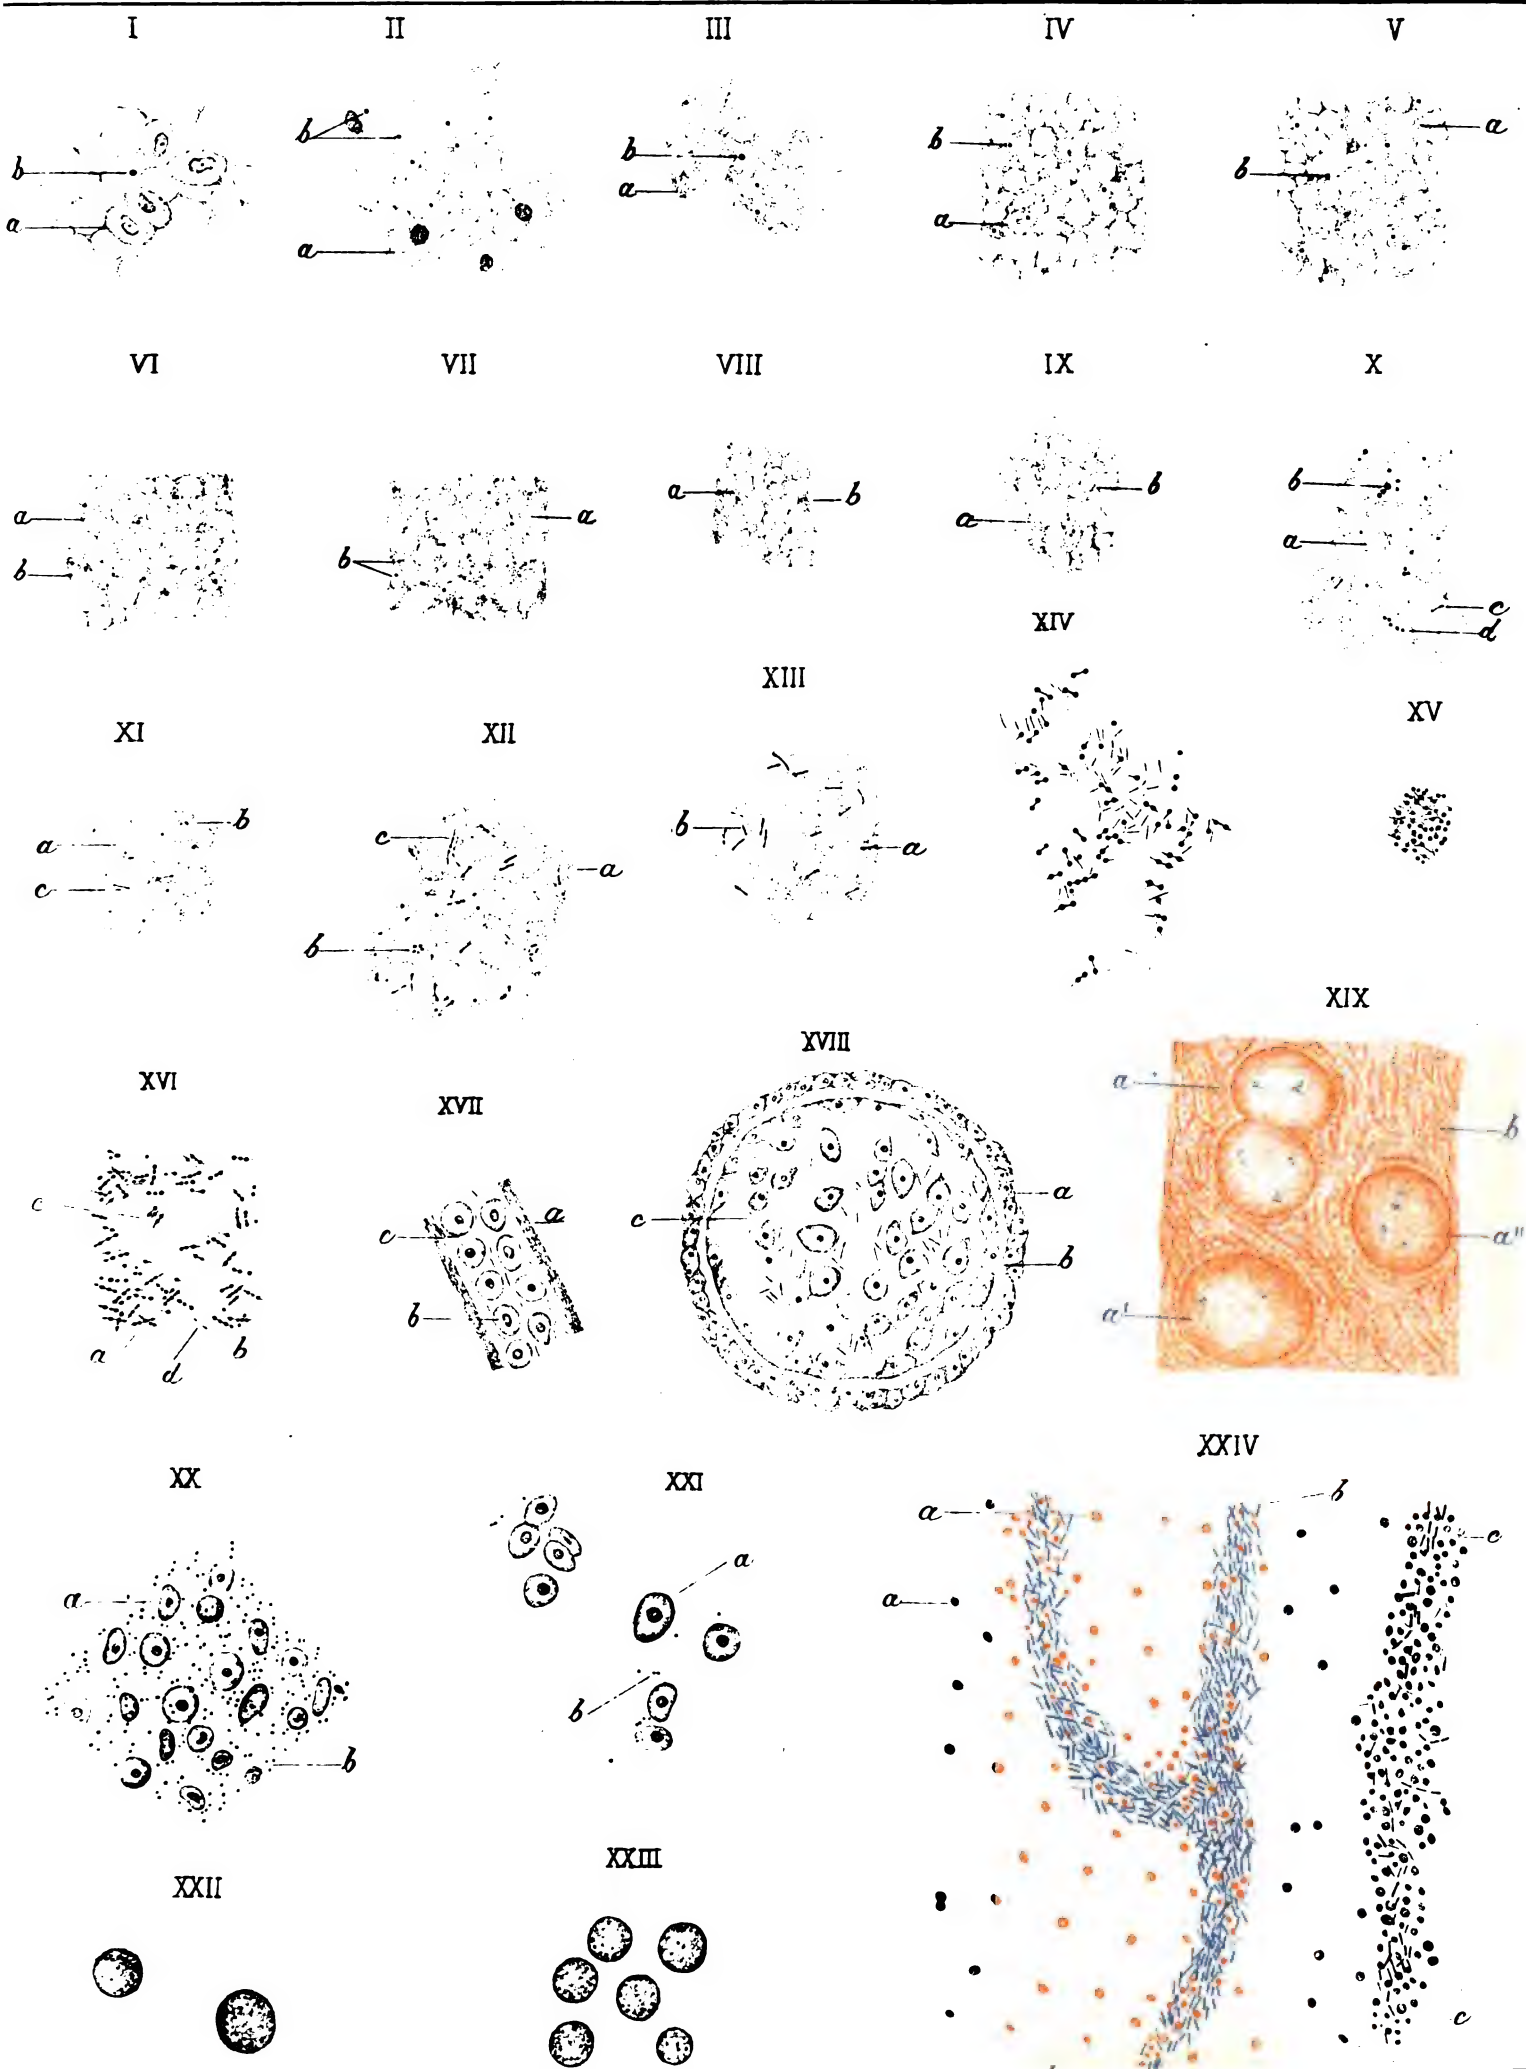 I II III IV V
b b b b a
a a a a b
VI VII VIII IX X
a a a b b b
b b a a
c
d
XIV
XIII
XI XII XV
a b c a b a
c b
XIX
XVI XVII XVIII
a
b
c a a
c c a"
b b a'
a d b
XXIV
XX XXI
a b
a a c
b a
b
XXII XXIII
c
b